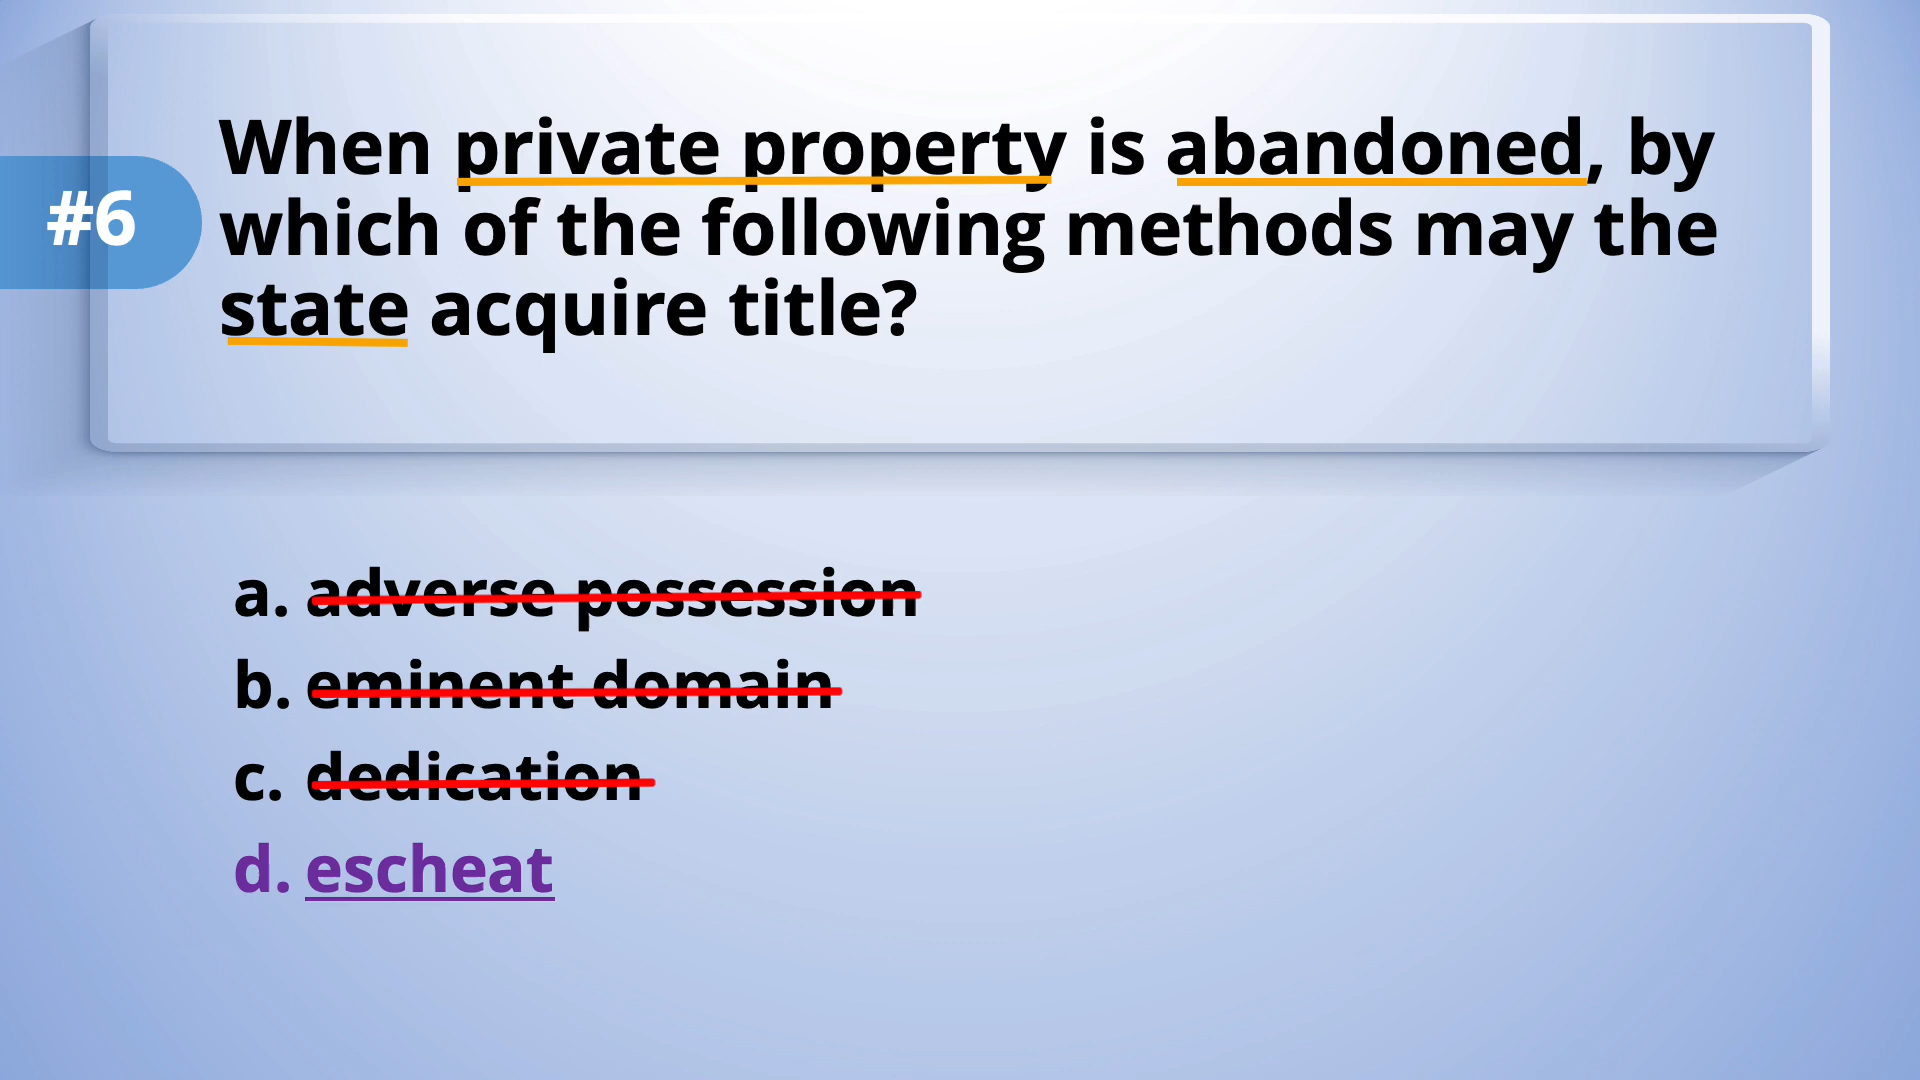 #6
When private property is abandoned, by
which of the following methods may the
state acquire title?
a. adverse possession
b. eminent domain
c. dedication
d. escheat